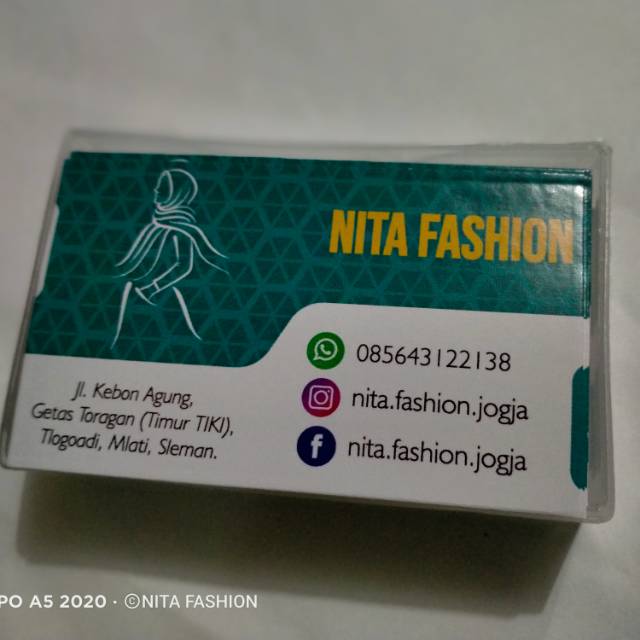 NITA FASHION
085643122138
nita.fashion.jogja
nita.fashion.jogja
Jl. Kebon Agung,
Getas Toragan (Timur TIKI),
Tlogoadi, Mlati, Sleman.
PO A5 2020 · ©NITA FASHION